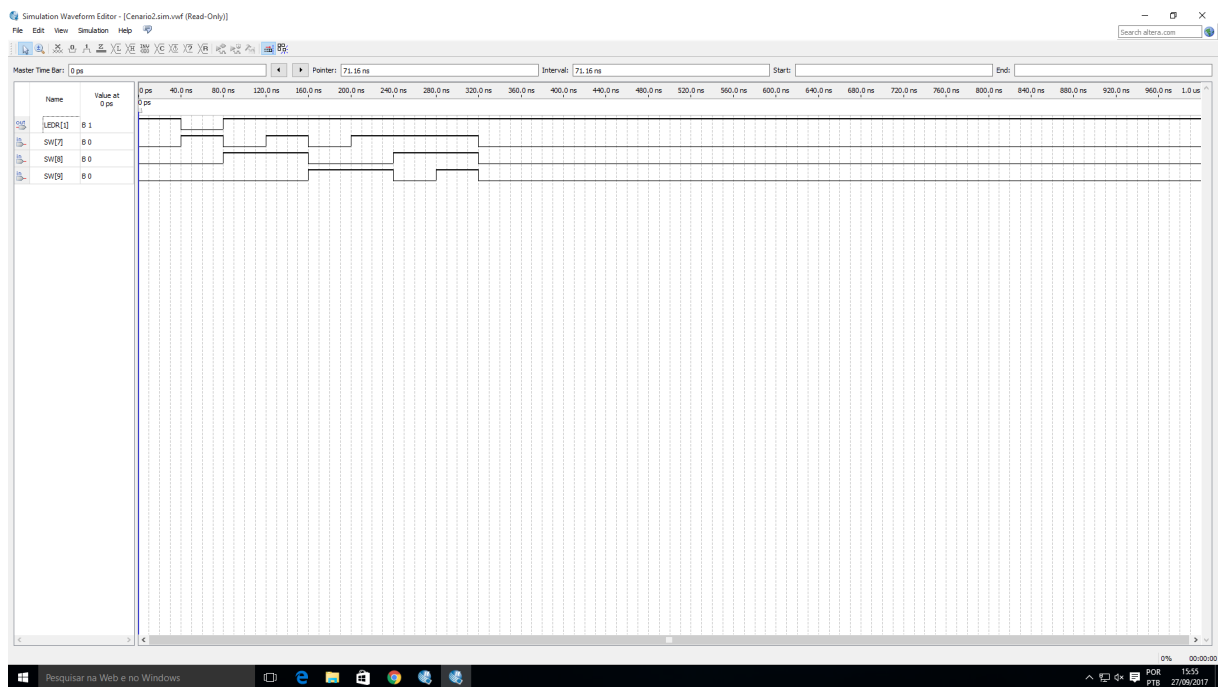 Simulation Waveform Editor - [Cenario2.sim.vwf (Read-Only)]
File Edit View Simulation Help
Search altera.com
Master Time Bar: 0 ps Pointer: 71.16 ns Interval: 71.16 ns Start: End:
Name Value at 0 ps
0 ps 40.0 ns 80.0 ns 120.0 ns 160.0 ns 200.0 ns 240.0 ns 280.0 ns 320.0 ns 360.0 ns 400.0 ns 440.0 ns 480.0 ns 520.0 ns 560.0 ns 600.0 ns 640.0 ns 680.0 ns 720.0 ns 760.0 ns 800.0 ns 840.0 ns 880.0 ns 920.0 ns 960.0 ns 1.0 us
0 ps
out LEDR[1] B 1
in SW[7] B 0
in SW[8] B 0
in SW[9] B 0
0% 00:00:00
Pesquisar na Web e no Windows
POR 15:55
PTB 27/09/2017